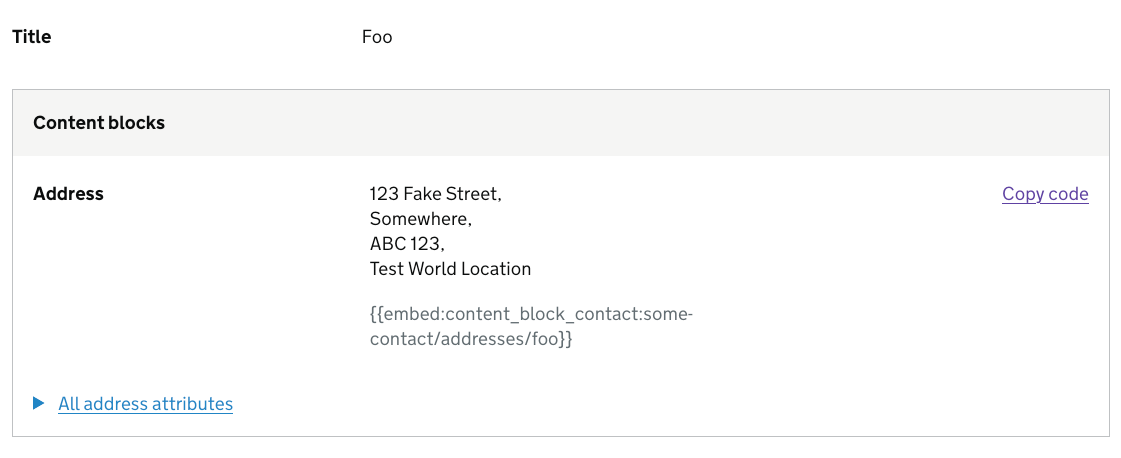 Title
Foo
Content blocks
Address
123 Fake Street,
Somewhere,
ABC 123,
Test World Location
Copy code
{{embed:content_block_contact:some-
contact/addresses/foo}}
All address attributes